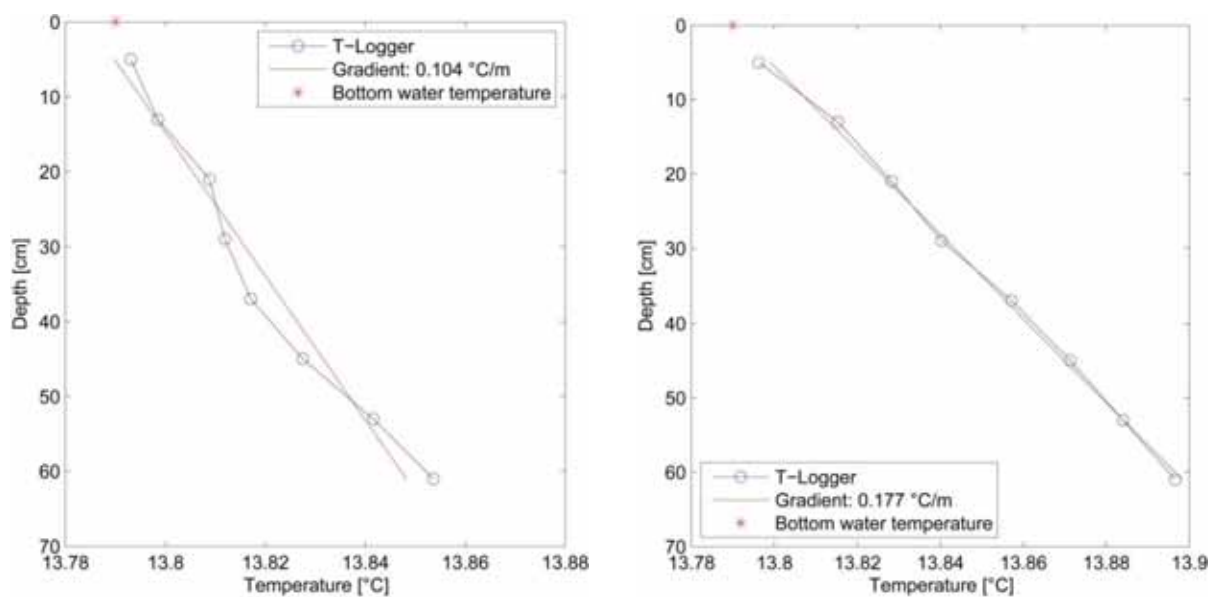 0
10
20
30
40
50
60
70
Depth [cm]
13.78
13.8
13.82
13.84
13.86
13.88
Temperature [°C]
T−Logger
Gradient: 0.104 °C/m
Bottom water temperature
0
10
20
30
40
50
60
70
Depth [cm]
13.78
13.8
13.82
13.84
13.86
13.88
13.9
Temperature [°C]
T−Logger
Gradient: 0.177 °C/m
Bottom water temperature